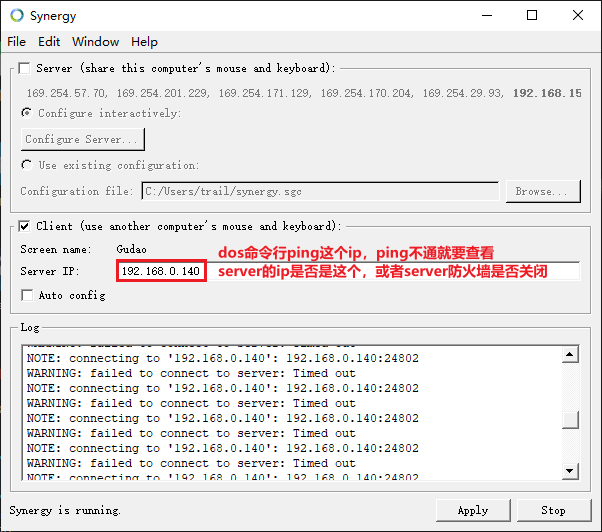 Synergy
File Edit Window Help
Server (share this computer's mouse and keyboard):
169.254.57.70, 169.254.201.229, 169.254.171.129, 169.254.170.204, 169.254.29.93, 192.168.15
Configure interactively:
Configure Server...
Use existing configuration:
Configuration file: C:/Users/trail/synergy.sgc Browse...
Client (use another computer's mouse and keyboard):
Screen name: Gudao
dos命令行ping这个ip，ping不通就要查看
Server IP: 192.168.0.140 server的ip是否是这个，或者server防火墙是否关闭
Auto config
Log
WARNING: failed to connect to server: Timed out
NOTE: connecting to '192.168.0.140': 192.168.0.140:24802
WARNING: failed to connect to server: Timed out
NOTE: connecting to '192.168.0.140': 192.168.0.140:24802
WARNING: failed to connect to server: Timed out
NOTE: connecting to '192.168.0.140': 192.168.0.140:24802
WARNING: failed to connect to server: Timed out
NOTE: connecting to '192.168.0.140': 192.168.0.140:24802
WARNING: failed to connect to server: Timed out
NOTE: connecting to '192.168.0.140': 192.168.0.140:24802
Synergy is running. Apply Stop